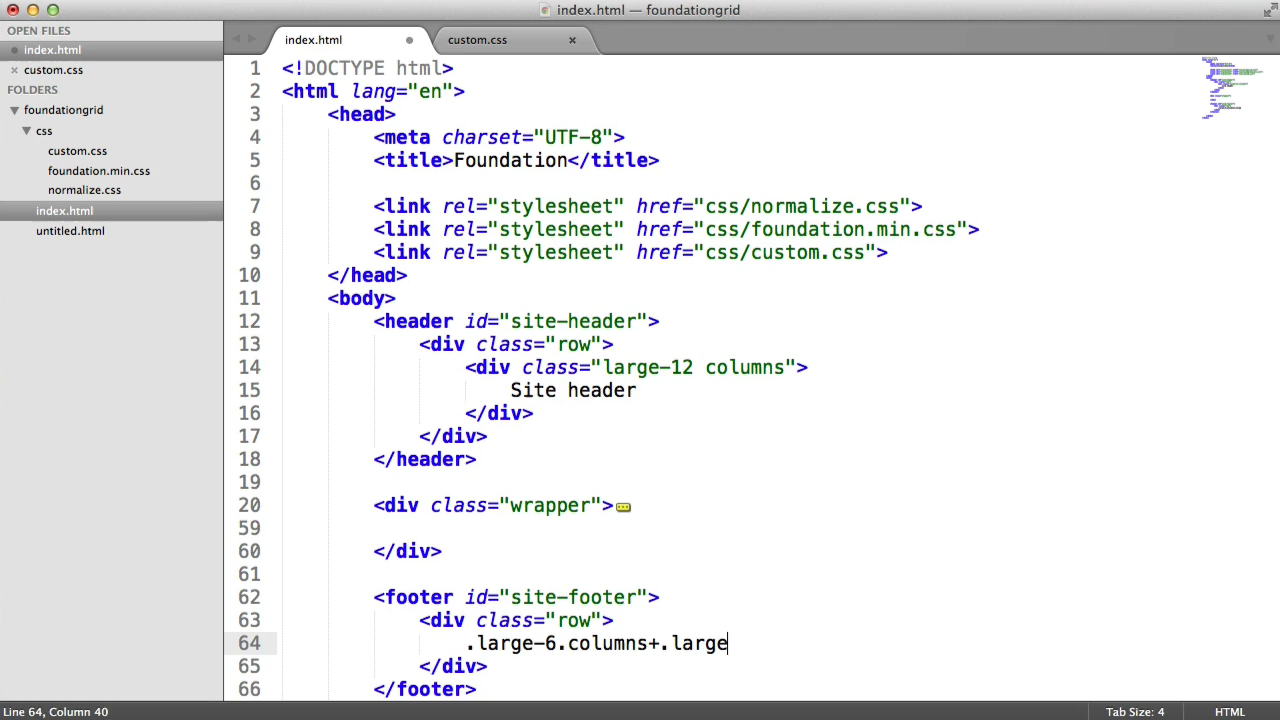 index.html — foundationgrid
OPEN FILES
index.html
custom.css
FOLDERS
foundationgrid
css
custom.css
foundation.min.css
normalize.css
index.html
untitled.html
index.html
custom.css
1 <!DOCTYPE html>
2 <html lang="en">
3 <head>
4 <meta charset="UTF-8">
5 <title>Foundation</title>
6
7 <link rel="stylesheet" href="css/normalize.css">
8 <link rel="stylesheet" href="css/foundation.min.css">
9 <link rel="stylesheet" href="css/custom.css">
10 </head>
11 <body>
12 <header id="site-header">
13 <div class="row">
14 <div class="large-12 columns">
15 Site header
16 </div>
17 </div>
18 </header>
19
20 <div class="wrapper">
59
60 </div>
61
62 <footer id="site-footer">
63 <div class="row">
64 .large-6.columns+.large
65 </div>
66 </footer>
Line 64, Column 40
Tab Size: 4
HTML